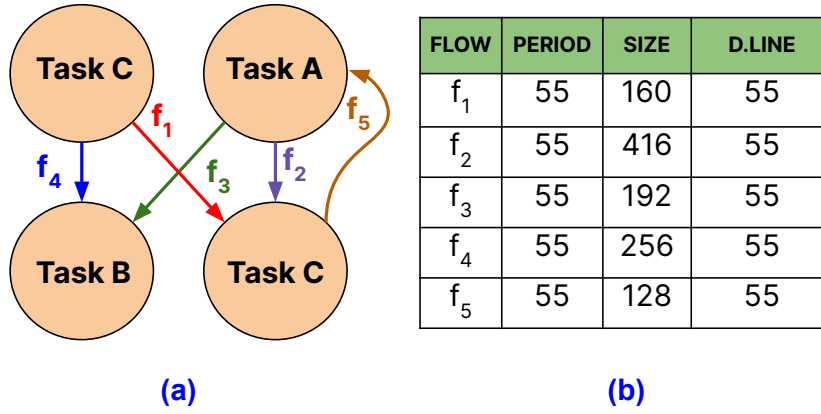 Task C
Task A
f1
f5
f4
f3
f2
Task B
Task C
(a)
FLOW PERIOD SIZE D.LINE
f1 55 160 55
f2 55 416 55
f3 55 192 55
f4 55 256 55
f5 55 128 55
(b)